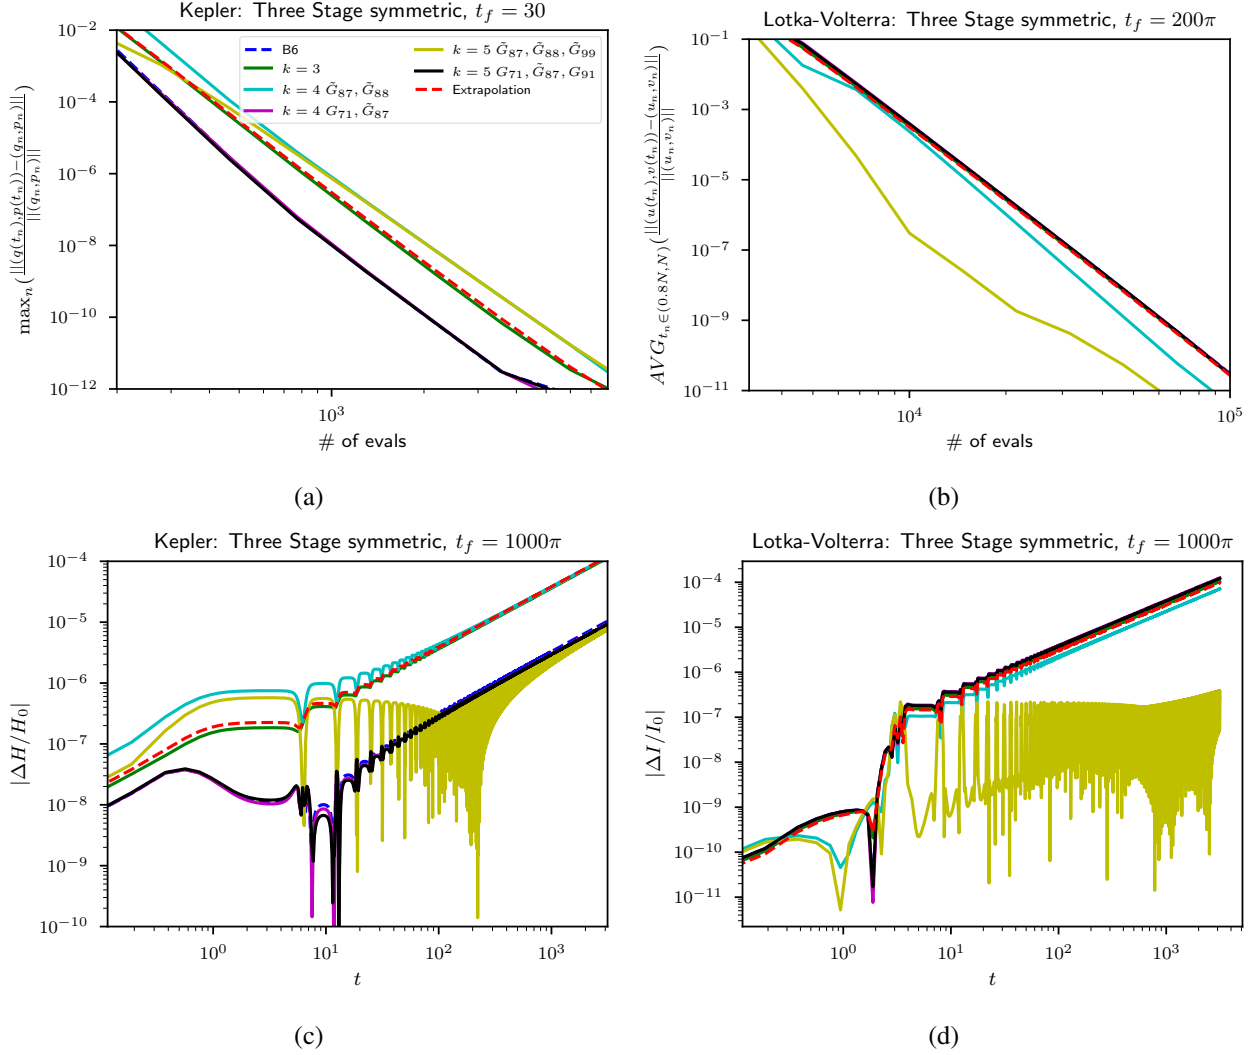 Kepler: Three Stage symmetric, $t_f = 30$
$10^{-2}$
$10^{-4}$
$10^{-6}$
$10^{-8}$
$10^{-10}$
$10^{-12}$
$\max_n(\frac{||(q(t_n),p(t_n))-(q_n,p_n)||}{||(q_n,p_n)||})$
B6
$k = 3$
$k = 4\ \tilde{G}_{87}, \tilde{G}_{88}$
$k = 4\ G_{71}, \tilde{G}_{87}$
$k = 5\ \tilde{G}_{87}, \tilde{G}_{88}, \tilde{G}_{99}$
$k = 5\ G_{71}, \tilde{G}_{87}, G_{91}$
Extrapolation
$10^3$
# of evals
(a)
Lotka-Volterra: Three Stage symmetric, $t_f = 200\pi$
$10^{-1}$
$10^{-3}$
$10^{-5}$
$10^{-7}$
$10^{-9}$
$10^{-11}$
$AVG_{t_n \in (0.8N,N)}(\frac{||(u(t_n),v(t_n))-(u_n,v_n)||}{||(u_n,v_n)||})$
$10^4$
$10^5$
# of evals
(b)
Kepler: Three Stage symmetric, $t_f = 1000\pi$
$10^{-4}$
$10^{-5}$
$10^{-6}$
$10^{-7}$
$10^{-8}$
$10^{-9}$
$10^{-10}$
$|\Delta H/H_0|$
$10^0$
$10^1$
$10^2$
$10^3$
$t$
(c)
Lotka-Volterra: Three Stage symmetric, $t_f = 1000\pi$
$10^{-4}$
$10^{-5}$
$10^{-6}$
$10^{-7}$
$10^{-8}$
$10^{-9}$
$10^{-10}$
$10^{-11}$
$|\Delta I/I_0|$
$10^0$
$10^1$
$10^2$
$10^3$
$t$
(d)